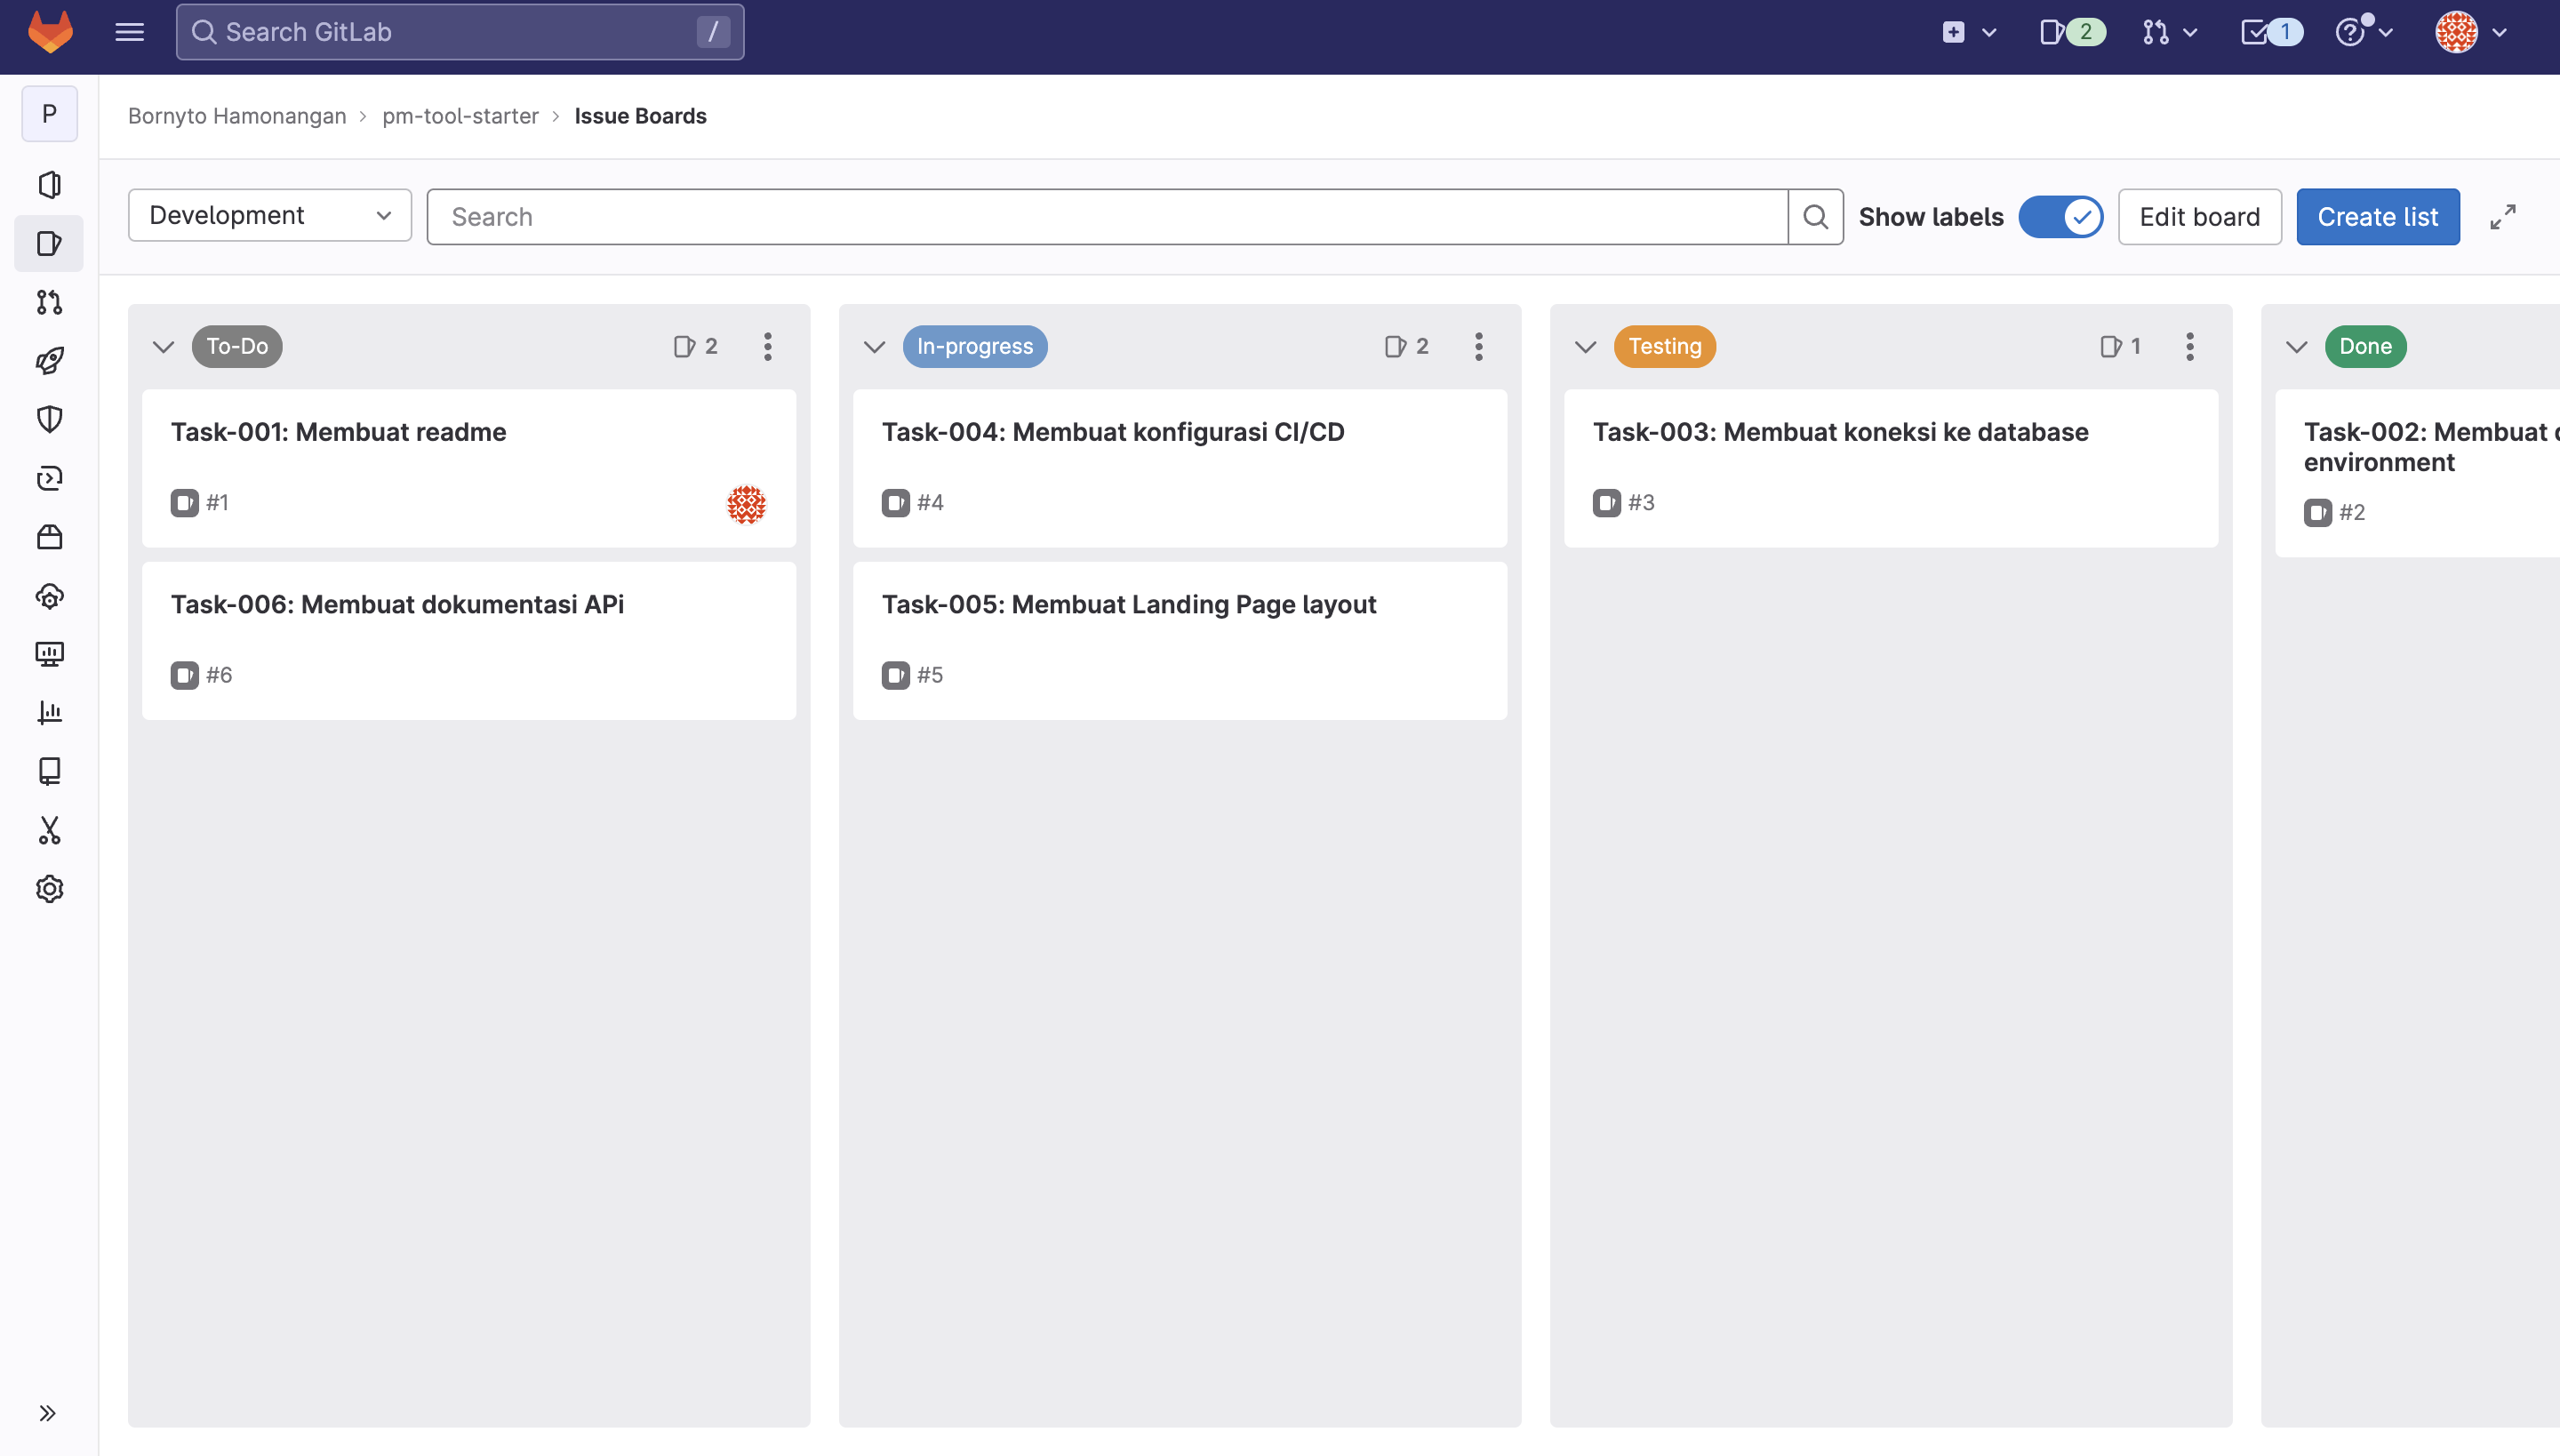 Search GitLab /
2
1
P
Bornyto Hamonangan › pm-tool-starter › Issue Boards
Development
Search
Show labels
Edit board
Create list
To-Do 2
Task-001: Membuat readme
#1
Task-006: Membuat dokumentasi APi
#6
In-progress 2
Task-004: Membuat konfigurasi CI/CD
#4
Task-005: Membuat Landing Page layout
#5
Testing 1
Task-003: Membuat koneksi ke database
#3
Done
Task-002: Membuat
environment
#2